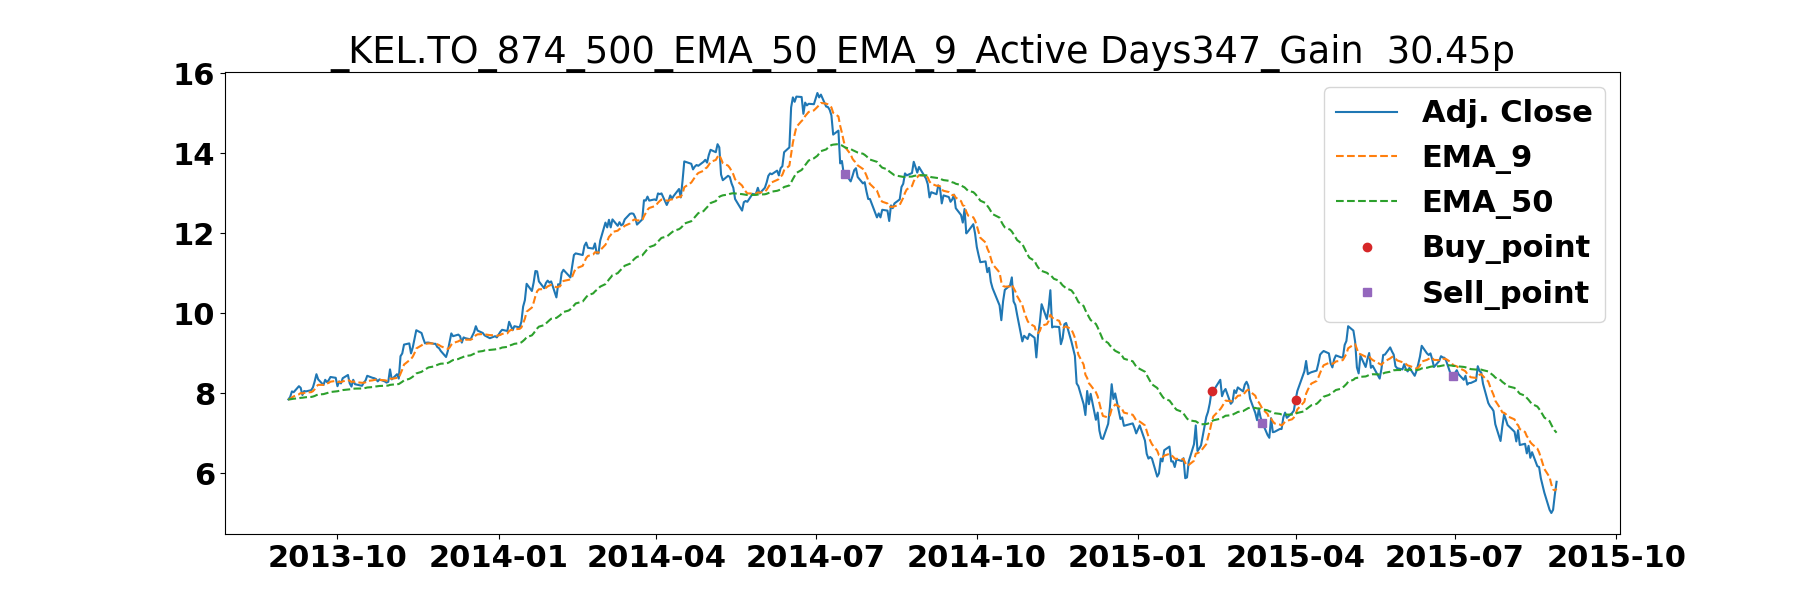 _KEL.TO_874_500_EMA_50_EMA_9_Active Days347_Gain  30.45p
16
14
12
10
8
6
Adj. Close
EMA_9
EMA_50
Buy_point
Sell_point
2013-10 2014-01 2014-04 2014-07 2014-10 2015-01 2015-04 2015-07 2015-10